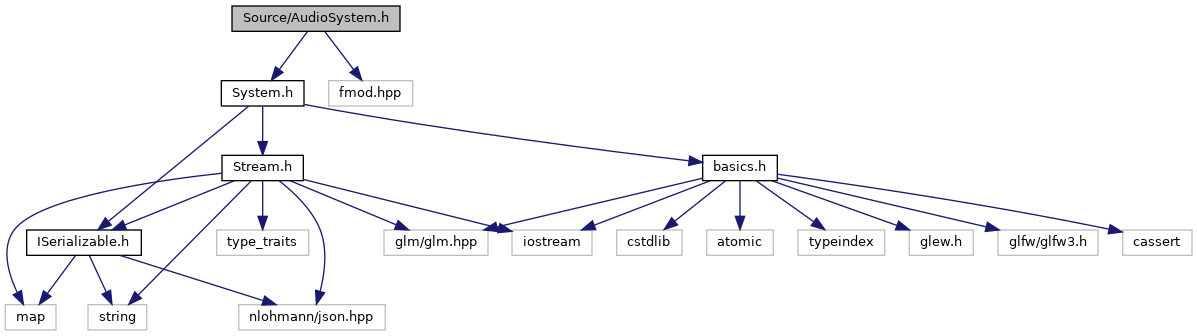 Source/AudioSystem.h
System.h
fmod.hpp
Stream.h
basics.h
ISerializable.h
type_traits
glm/glm.hpp
iostream
cstdlib
atomic
typeindex
glew.h
glfw/glfw3.h
cassert
map
string
nlohmann/json.hpp